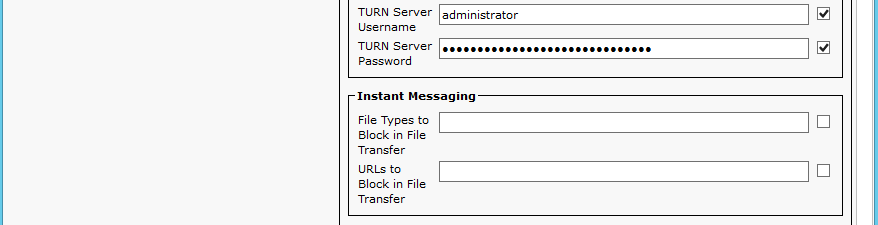 TURN Server
Username
administrator
TURN Server
Password
••••••••••••••••••••••••••••••
Instant Messaging
File Types to
Block in File
Transfer
URLs to
Block in File
Transfer